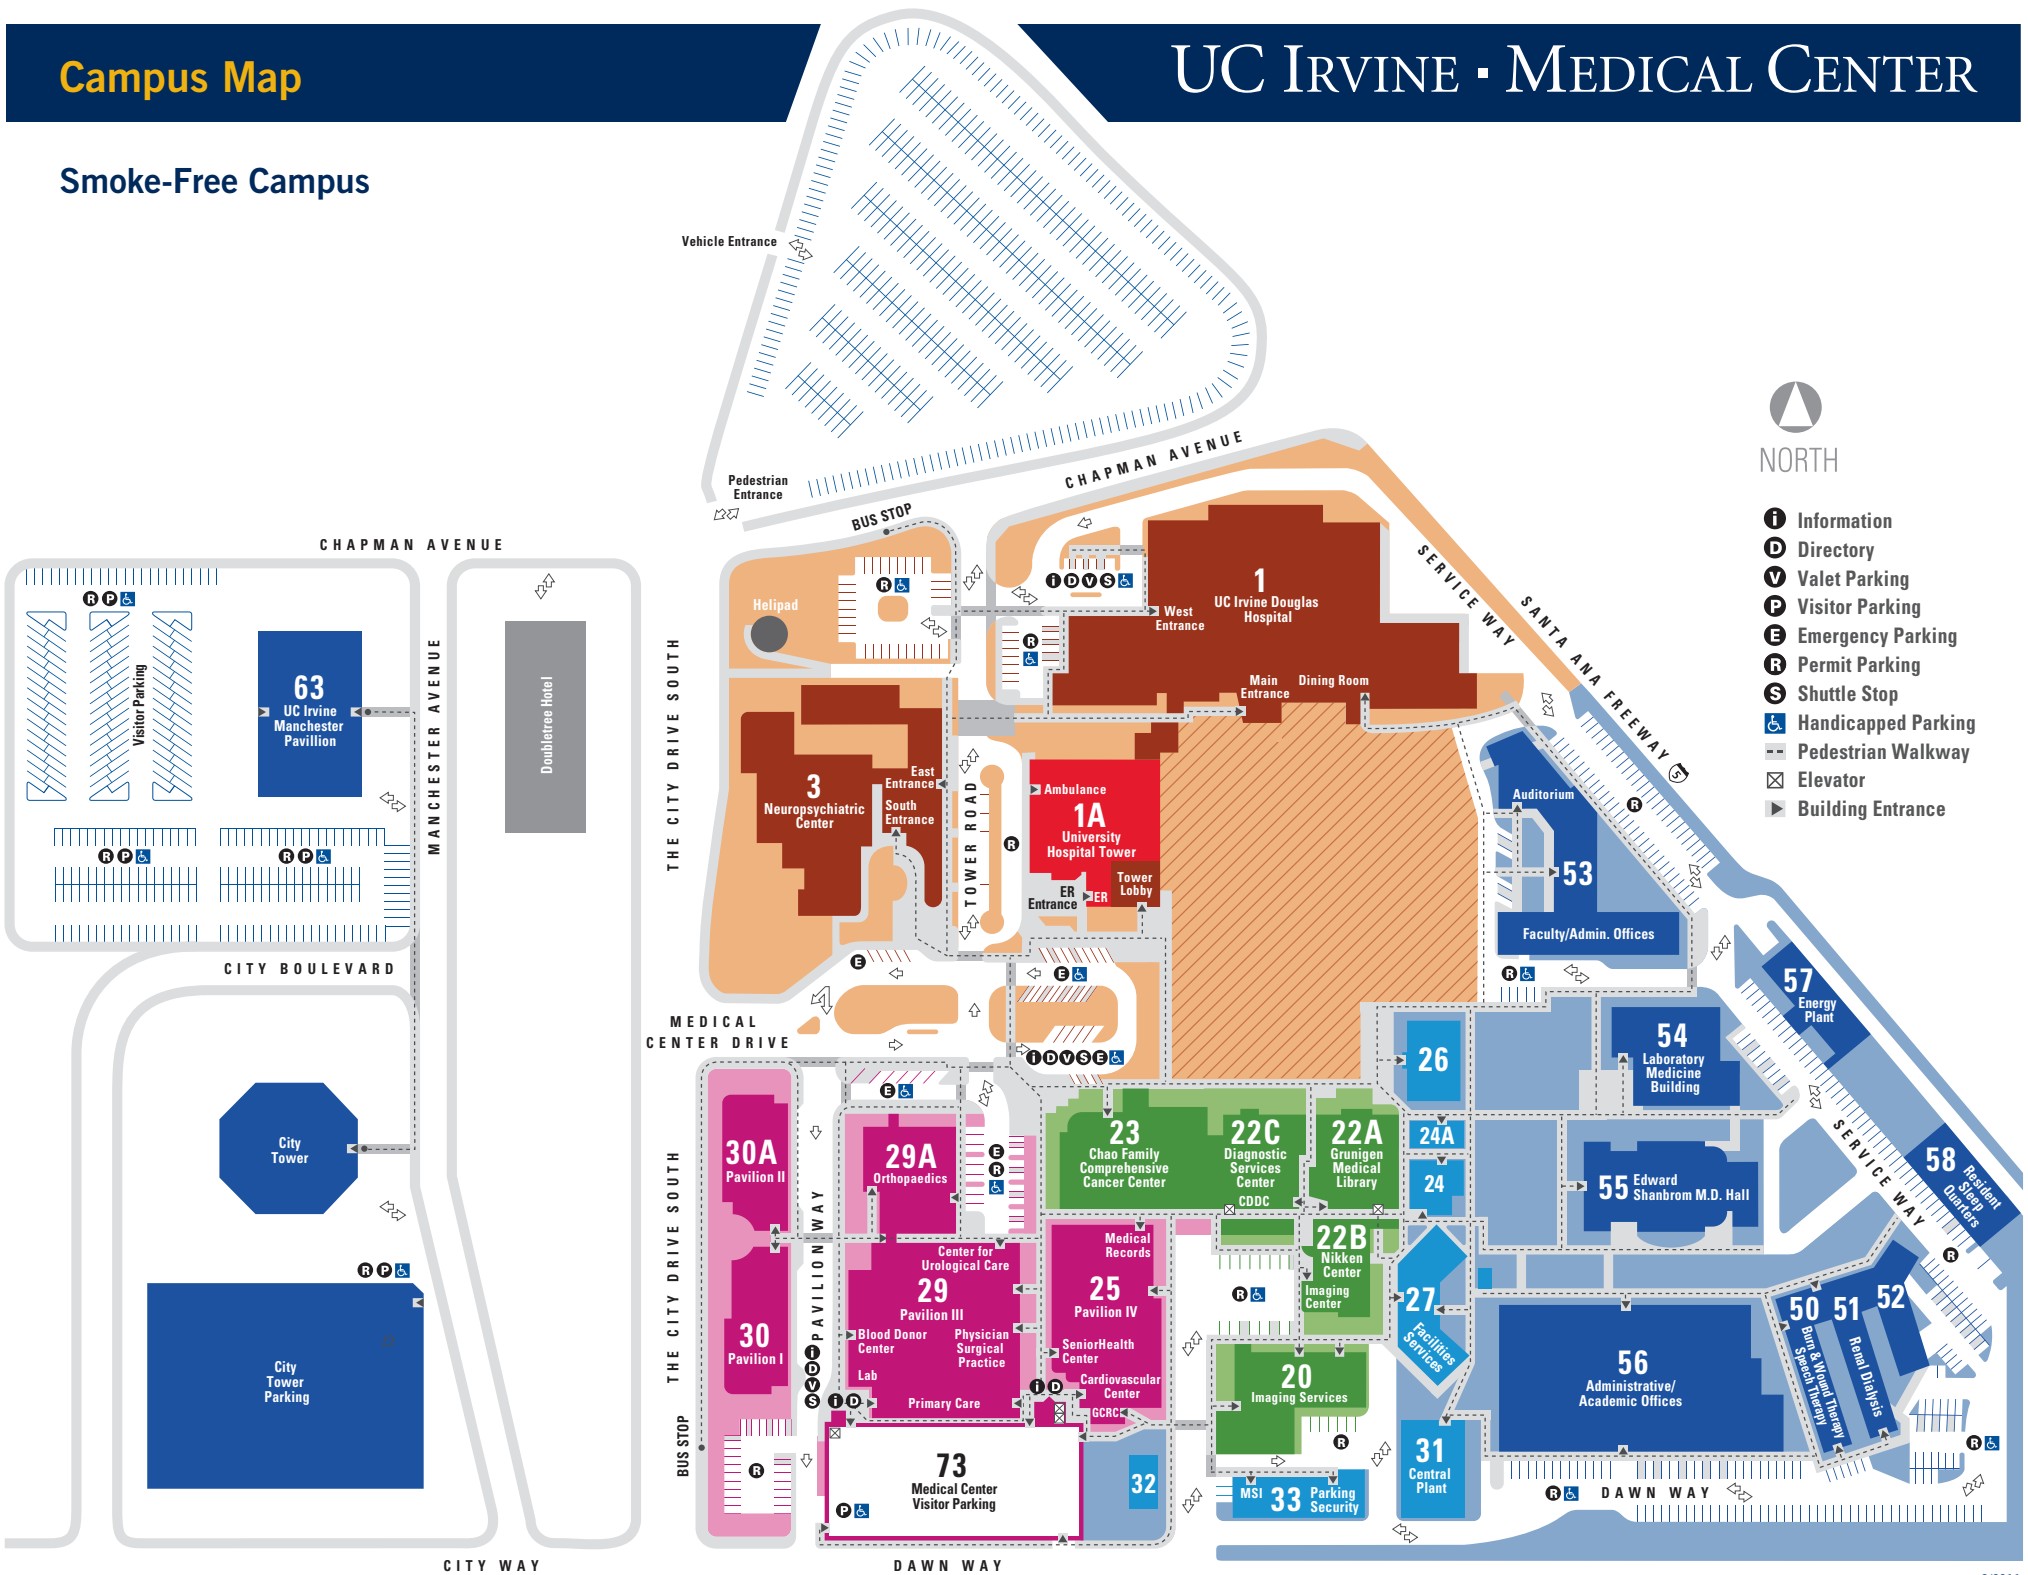 Campus Map
UC IRVINE ▪ MEDICAL CENTER
Smoke-Free Campus
Vehicle Entrance
Pedestrian
Entrance
CHAPMAN AVENUE
BUS STOP
NORTH
i Information
D Directory
V Valet Parking
P Visitor Parking
E Emergency Parking
R Permit Parking
S Shuttle Stop
Handicapped Parking
Pedestrian Walkway
Elevator
Building Entrance
CHAPMAN AVENUE
R P
Visitor Parking
63
UC Irvine
Manchester
Pavillion
MANCHESTER AVENUE
Doubletree Hotel
R P
R P
CITY BOULEVARD
City
Tower
R P
City
Tower
Parking
CITY WAY
THE CITY DRIVE SOUTH
Helipad
R
i D V S
R
1
UC Irvine Douglas
Hospital
West
Entrance
Main
Entrance
Dining Room
SERVICE WAY
SANTA ANA FREEWAY
5
3
Neuropsychiatric
Center
East
Entrance
South
Entrance
TOWER ROAD
R
Ambulance
1A
University
Hospital Tower
Tower
Lobby
ER
Entrance
ER
E
E
MEDICAL
CENTER DRIVE
i D V S E
Auditorium
R
53
Faculty/Admin. Offices
R
57
Energy
Plant
54
Laboratory
Medicine
Building
26
24A
24
55
Edward
Shanbrom M.D. Hall
SERVICE WAY
58
Resident
Sleep
Quarters
R
THE CITY DRIVE SOUTH
30A
Pavilion II
30
Pavilion I
PAVILION WAY
i
D
V
S
E
29A
Orthopaedics
E
R
Center for
Urological Care
29
Pavilion III
Blood Donor
Center
Physician
Surgical
Practice
Lab
Primary Care
i D
23
Chao Family
Comprehensive
Cancer Center
22C
Diagnostic
Services
Center
CDDC
22A
Grunigen
Medical
Library
22B
Nikken
Center
Imaging
Center
R
Medical
Records
25
Pavilion IV
SeniorHealth
Center
Cardiovascular
Center
GCRC
i D
20
Imaging Services
R
27
Facilities
Services
56
Administrative/
Academic Offices
50
Burn & Wound Therapy
Speech Therapy
51
Renal Dialysis
52
R
BUS STOP
R
73
Medical Center
Visitor Parking
P
32
MSI
33
Parking
Security
31
Central
Plant
R
DAWN WAY
DAWN WAY